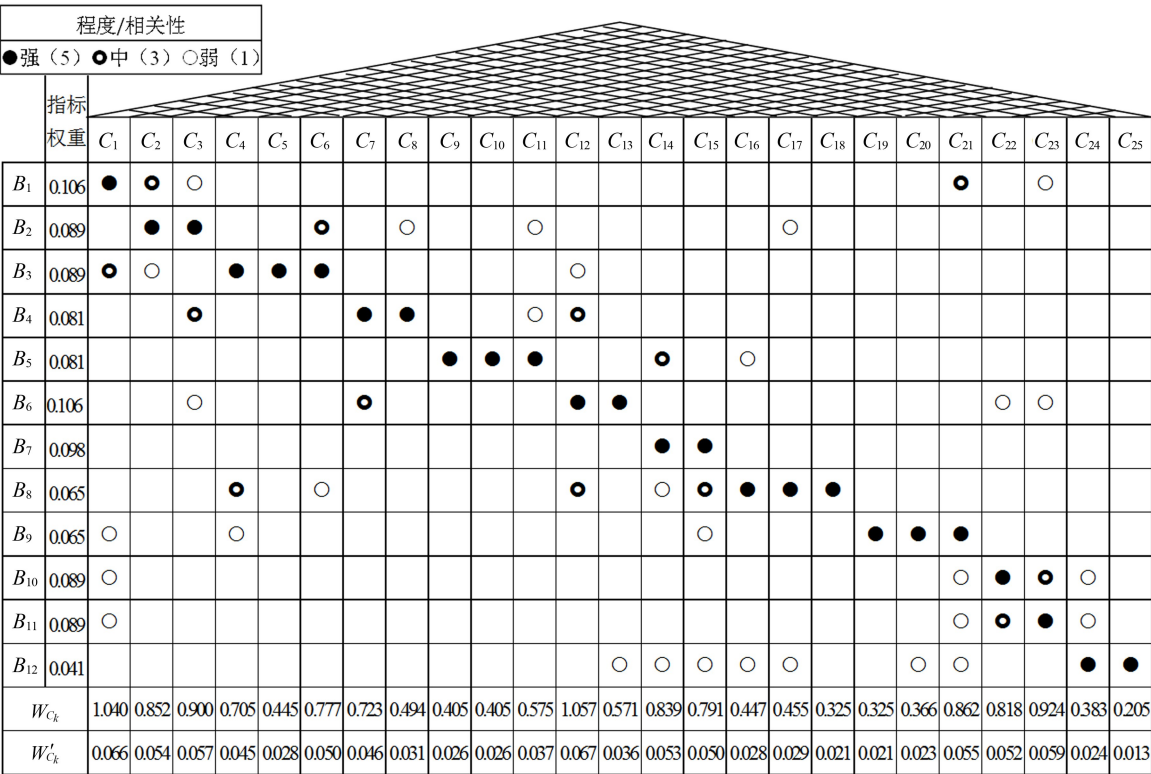 程度/相关性
●强（5）中（3）○弱（1）
指标
权重 C₁ C₂ C₃ C₄ C₅ C₆ C₇ C₈ C₉ C₁₀ C₁₁ C₁₂ C₁₃ C₁₄ C₁₅ C₁₆ C₁₇ C₁₈ C₁₉ C₂₀ C₂₁ C₂₂ C₂₃ C₂₄ C₂₅
B₁ 0.106
B₂ 0.089
B₃ 0.089
B₄ 0.081
B₅ 0.081
B₆ 0.106
B₇ 0.098
B₈ 0.065
B₉ 0.065
B₁₀ 0.089
B₁₁ 0.089
B₁₂ 0.041
W_{C_k} 1.040 0.852 0.900 0.705 0.445 0.777 0.723 0.494 0.405 0.405 0.575 1.057 0.571 0.839 0.791 0.447 0.455 0.325 0.325 0.366 0.862 0.818 0.924 0.383 0.205
W′_{C_k} 0.066 0.054 0.057 0.045 0.028 0.050 0.046 0.031 0.026 0.026 0.037 0.067 0.036 0.053 0.050 0.028 0.029 0.021 0.021 0.023 0.055 0.052 0.059 0.024 0.013